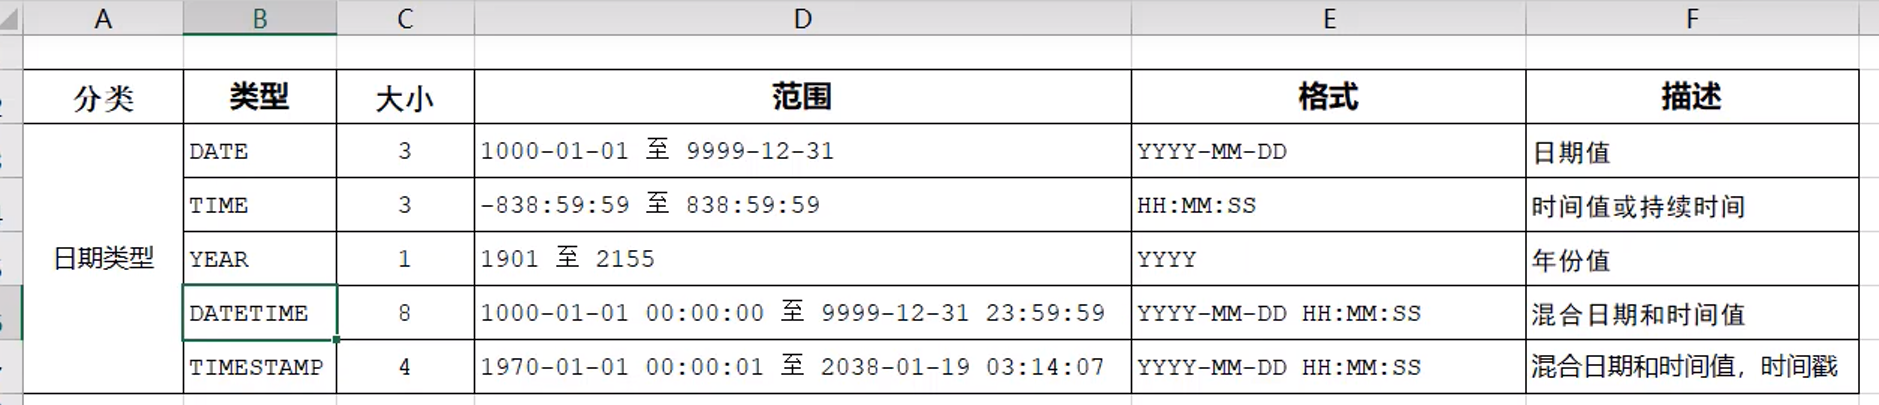 A B C D E F
分类 类型 大小 范围 格式 描述
DATE 3 1000-01-01 至 9999-12-31 YYYY-MM-DD 日期值
TIME 3 -838:59:59 至 838:59:59 HH:MM:SS 时间值或持续时间
日期类型 YEAR 1 1901 至 2155 YYYY 年份值
DATETIME 8 1000-01-01 00:00:00 至 9999-12-31 23:59:59 YYYY-MM-DD HH:MM:SS 混合日期和时间值
TIMESTAMP 4 1970-01-01 00:00:01 至 2038-01-19 03:14:07 YYYY-MM-DD HH:MM:SS 混合日期和时间值，时间戳